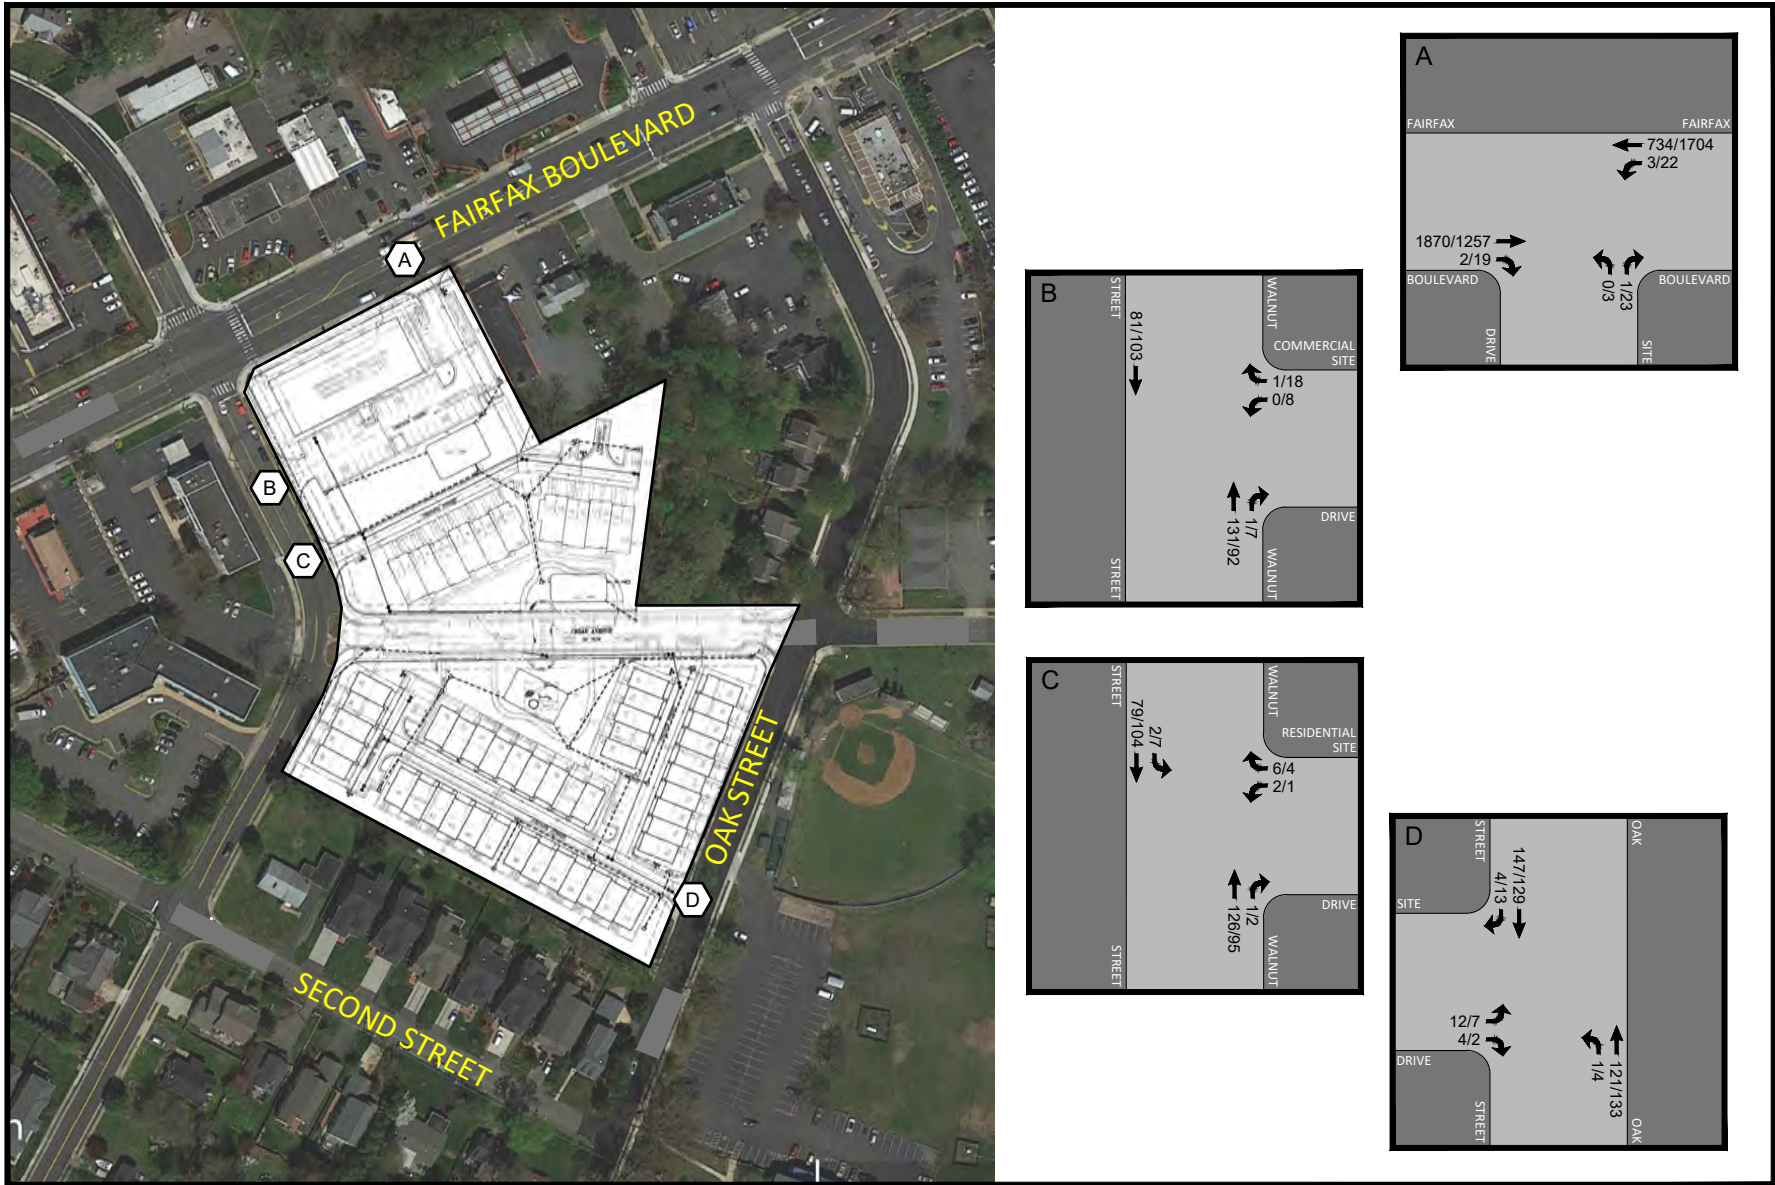 FAIRFAX BOULEVARD
A
B
C
D
OAK STREET
SECOND STREET
A
FAIRFAX
FAIRFAX
734/1704
3/22
1870/1257
2/19
0/3
1/23
BOULEVARD
BOULEVARD
DRIVE
SITE
B
STREET
WALNUT
81/103
COMMERCIAL
SITE
1/18
0/8
131/92
1/7
DRIVE
STREET
WALNUT
C
STREET
WALNUT
79/104
2/7
RESIDENTIAL
SITE
6/4
2/1
126/95
1/2
DRIVE
STREET
WALNUT
D
STREET
OAK
147/129
4/13
SITE
12/7
4/2
1/4
121/133
DRIVE
STREET
OAK